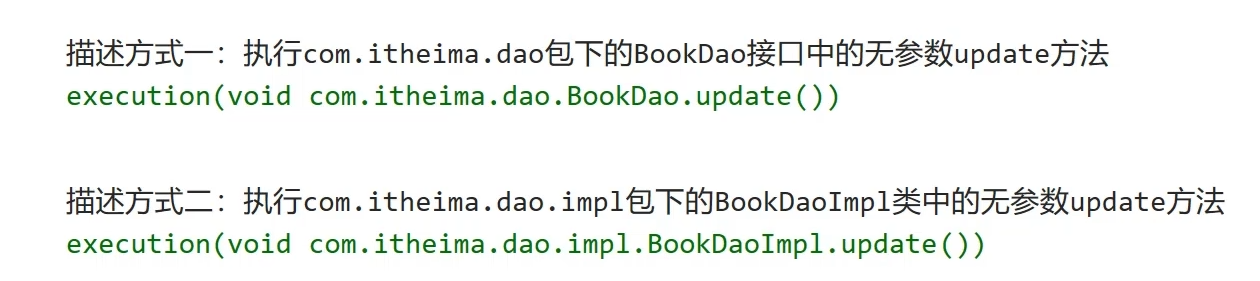 描述方式一：执行com.itheima.dao包下的BookDao接口中的无参数update方法
execution(void com.itheima.dao.BookDao.update())
描述方式二：执行com.itheima.dao.impl包下的BookDaoImpl类中的无参数update方法
execution(void com.itheima.dao.impl.BookDaoImpl.update())